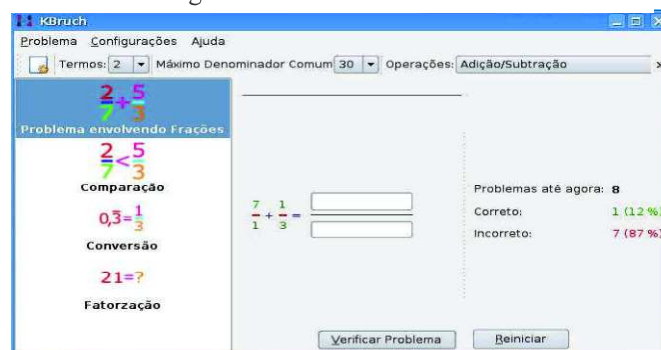 KBruch
Problema Configurações Ajuda
Termos: 2 Máximo Denominador Comum 30 Operações: Adição/Subtração
2/7 + 5/3
Problema envolvendo Frações
2/7 < 5/3
Comparação
0,3̅ = 1/3
Conversão
21=?
Fatorzação
7/1 + 1/3 =
Problemas até agora: 8
Correto: 1 (12 %)
Incorreto: 7 (87 %)
Verificar Problema Reiniciar